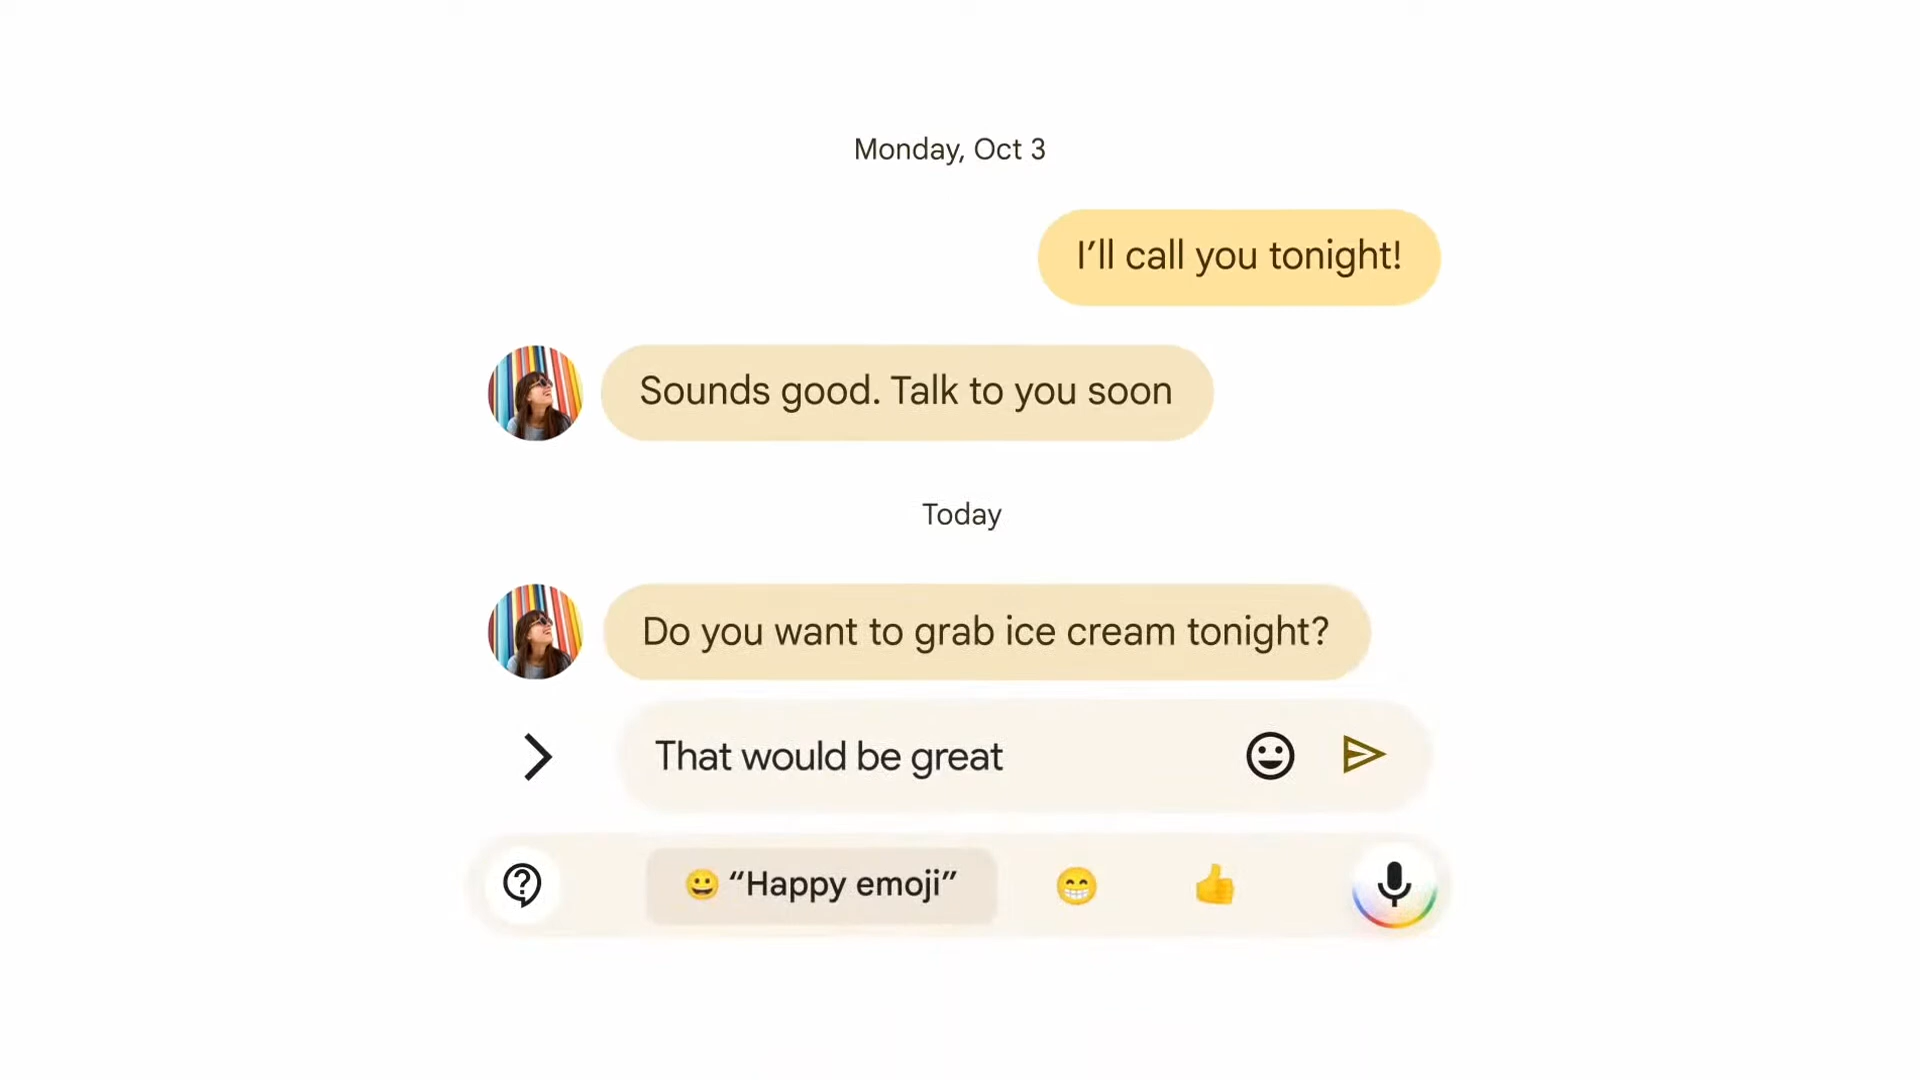 Monday, Oct 3
I’ll call you tonight!
Sounds good. Talk to you soon
Today
Do you want to grab ice cream tonight?
That would be great
😀 “Happy emoji” 😁 👍